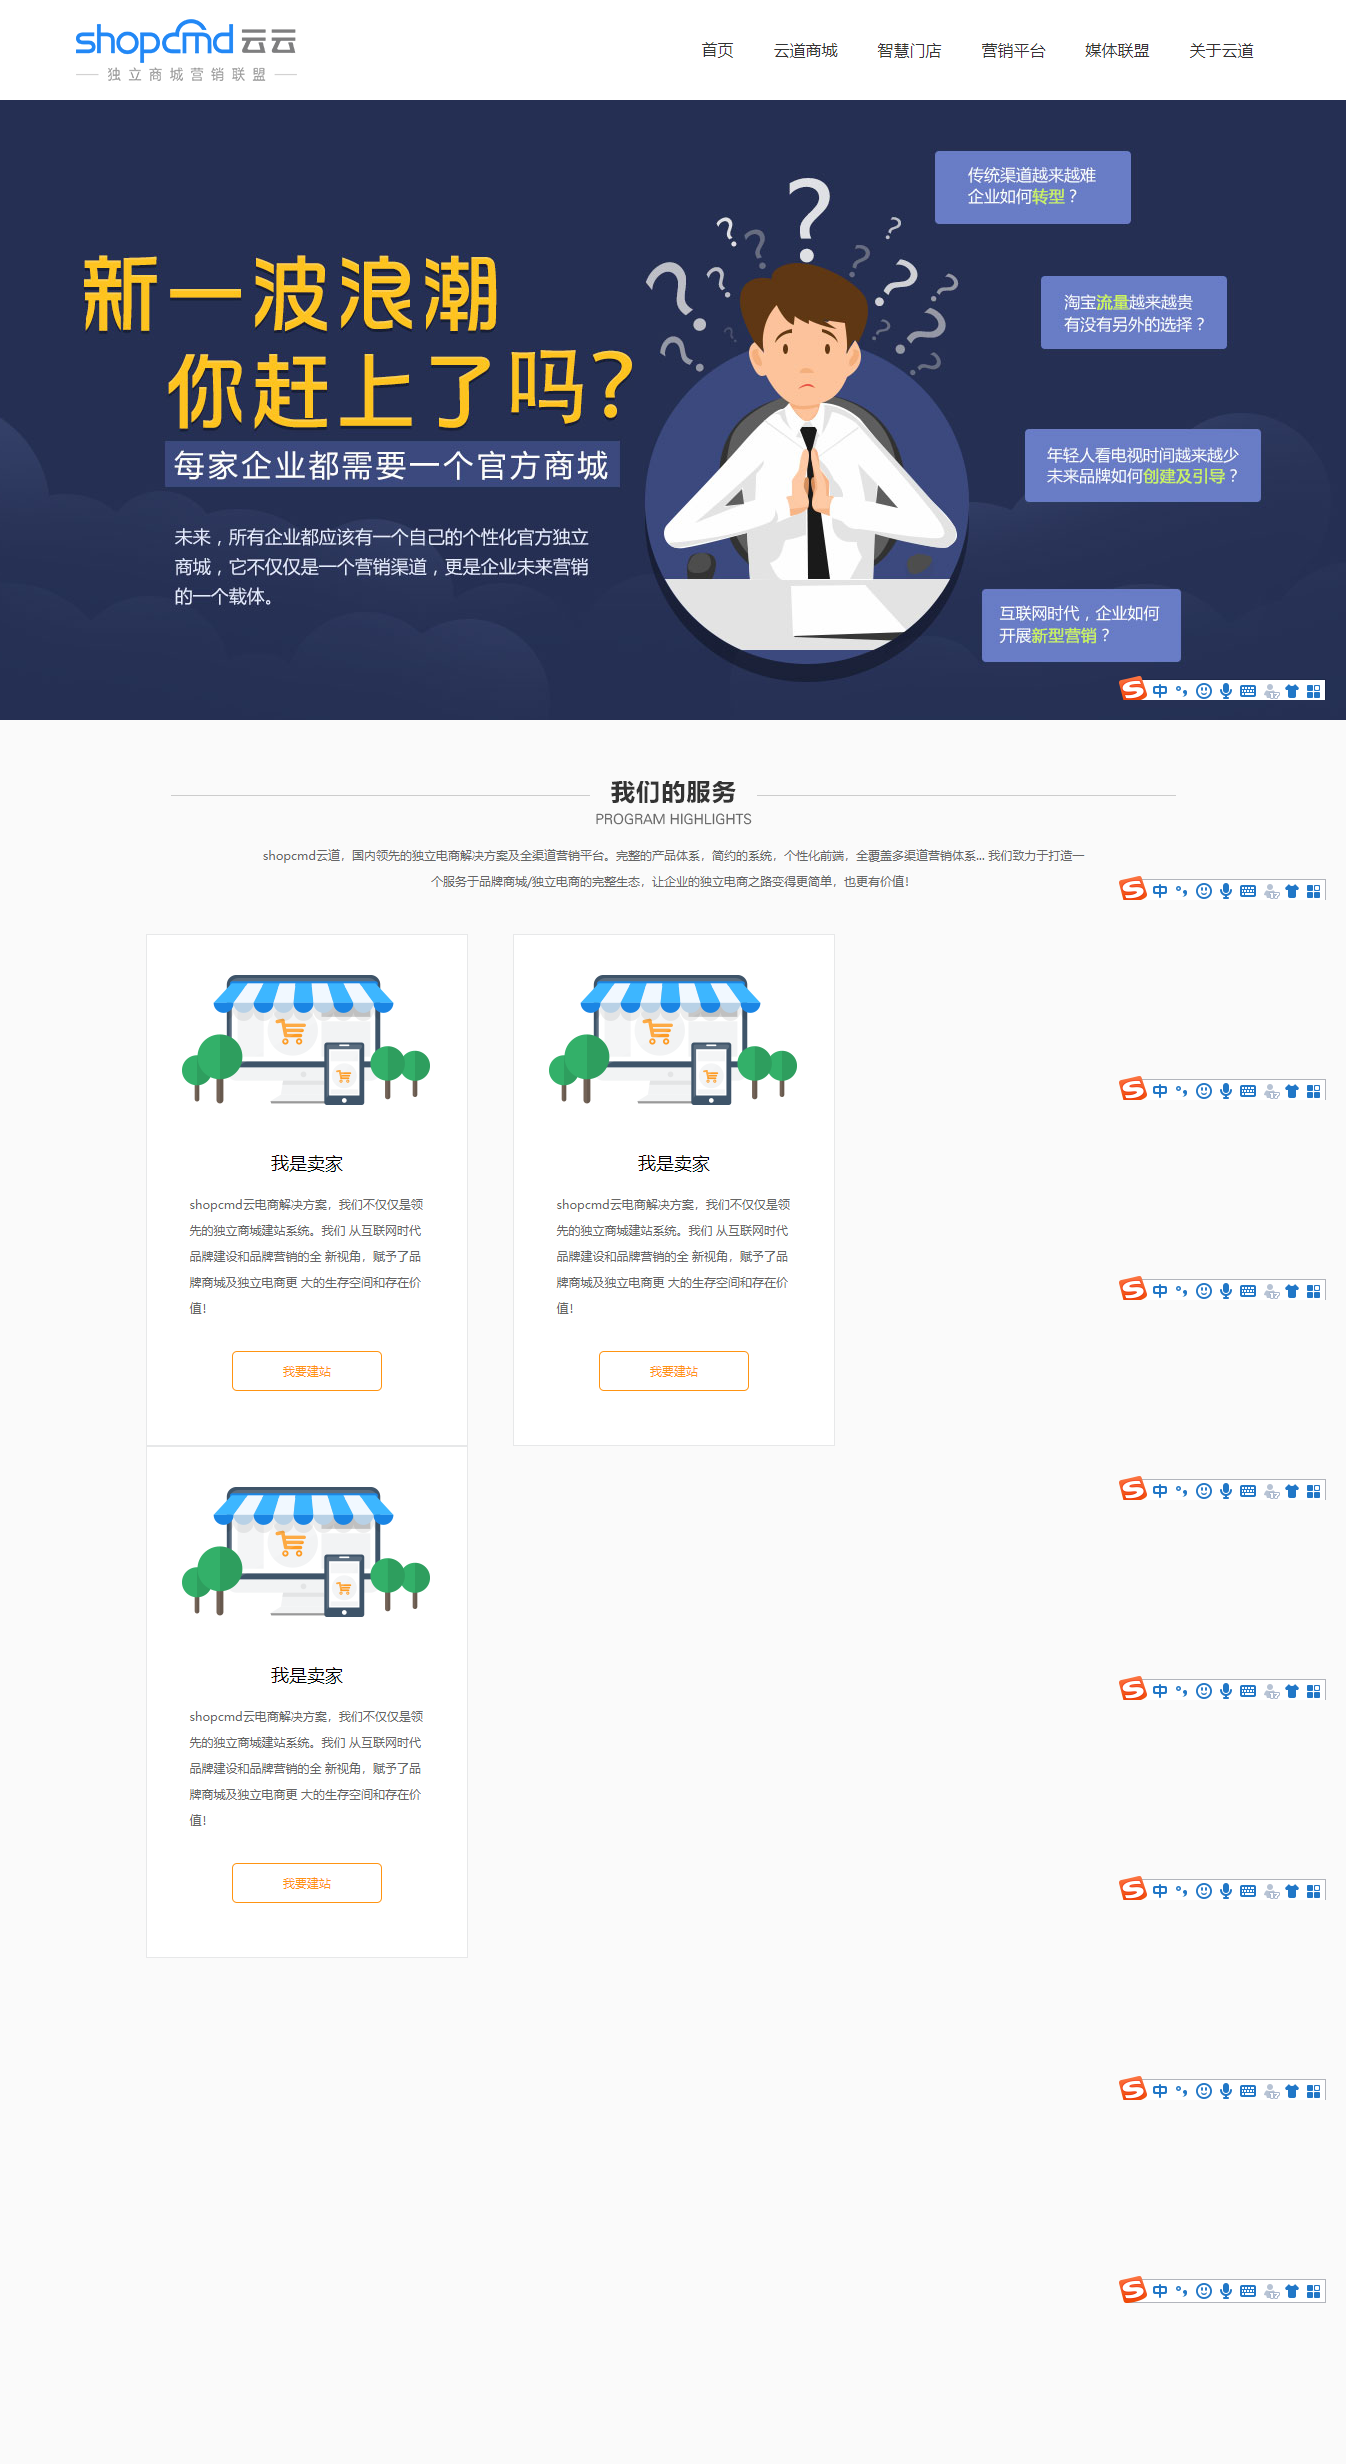 shopcmd 云云
独立商城营销联盟
首页 云道商城 智慧门店 营销平台 媒体联盟 关于云道
传统渠道越来越难
企业如何转型？
新一波浪潮
你赶上了吗?
淘宝流量越来越贵
有没有另外的选择？
每家企业都需要一个官方商城
年轻人看电视时间越来越少
未来品牌如何创建及引导？
未来，所有企业都应该有一个自己的个性化官方独立
商城，它不仅仅是一个营销渠道，更是企业未来营销
的一个载体。
互联网时代，企业如何
开展新型营销？
中
我们的服务
PROGRAM HIGHLIGHTS
shopcmd云道，国内领先的独立电商解决方案及全渠道营销平台。完整的产品体系，简约的系统，个性化前端，全覆盖多渠道营销体系... 我们致力于打造一
个服务于品牌商城/独立电商的完整生态，让企业的独立电商之路变得更简单，也更有价值！
中
中
我是卖家
shopcmd云电商解决方案，我们不仅仅是领
先的独立商城建站系统。我们 从互联网时代
品牌建设和品牌营销的全 新视角，赋予了品
牌商城及独立电商更 大的生存空间和存在价
值！
我要建站
我是卖家
shopcmd云电商解决方案，我们不仅仅是领
先的独立商城建站系统。我们 从互联网时代
品牌建设和品牌营销的全 新视角，赋予了品
牌商城及独立电商更 大的生存空间和存在价
值！
我要建站
中
中
我是卖家
shopcmd云电商解决方案，我们不仅仅是领
先的独立商城建站系统。我们 从互联网时代
品牌建设和品牌营销的全 新视角，赋予了品
牌商城及独立电商更 大的生存空间和存在价
值！
我要建站
中
中
中
中